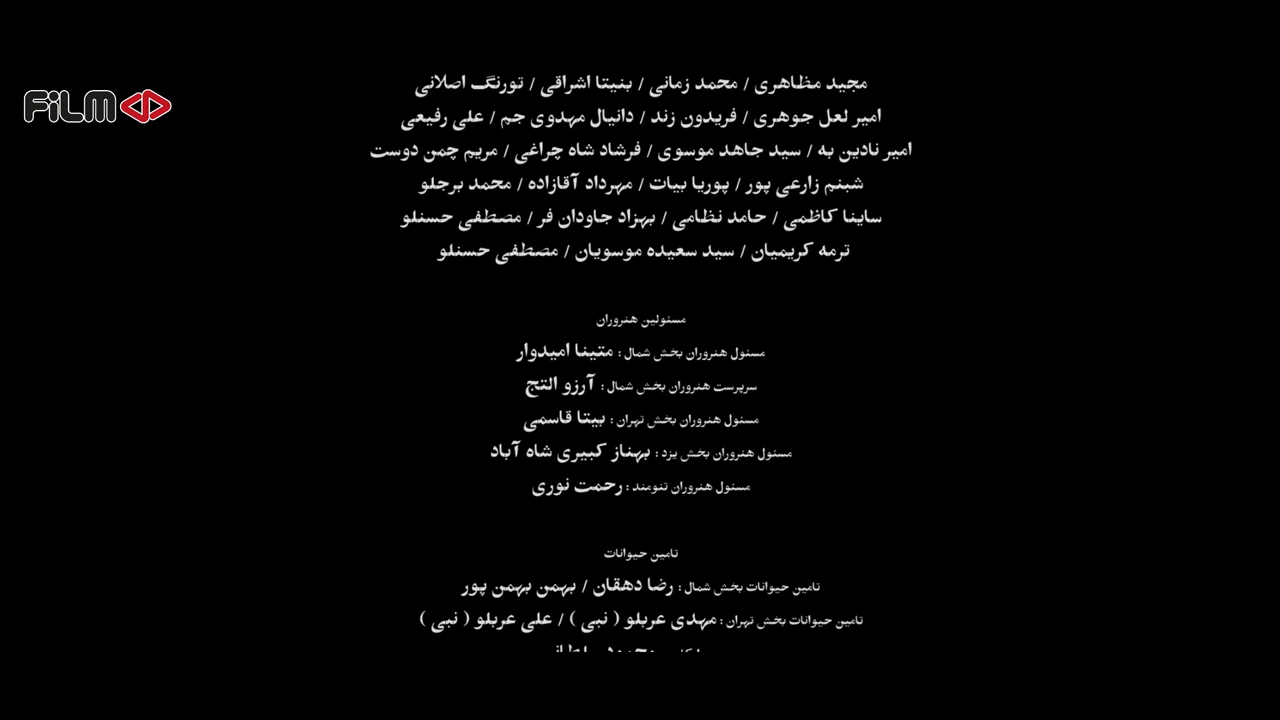 FiLM
مجید مظاهری / محمد زمانی / بنیتا اشراقی / تورنگ اصلانی
امیر لعل جوهری / فریدون زند / دانیال مهدوی جم / علی رفیعی
امیر نادین به / سید جاهد موسوی / فرشاد شاه چراغی / مریم چمن دوست
شبنم زارعی پور / پوریا بیات / مهرداد آقازاده / محمد برجلو
ساینا کاظمی / حامد نظامی / بهزاد جاودان فر / مصطفی حسنلو
ترمه کریمیان / سید سعیده موسویان / مصطفی حسنلو
مسئولین هنروران
مسئول هنروران بخش شمال : متینا امیدوار
سرپرست هنروران بخش شمال : آرزو التج
مسئول هنروران بخش تهران : بیتا قاسمی
مسئول هنروران بخش یزد : بهناز کبیری شاه آباد
مسئول هنروران تنومند : رحمت نوری
تامین حیوانات
تامین حیوانات بخش شمال : رضا دهقان / بهمن بهمن پور
تامین حیوانات بخش تهران : مهدی عربلو ( نبی ) / علی عربلو ( نبی )